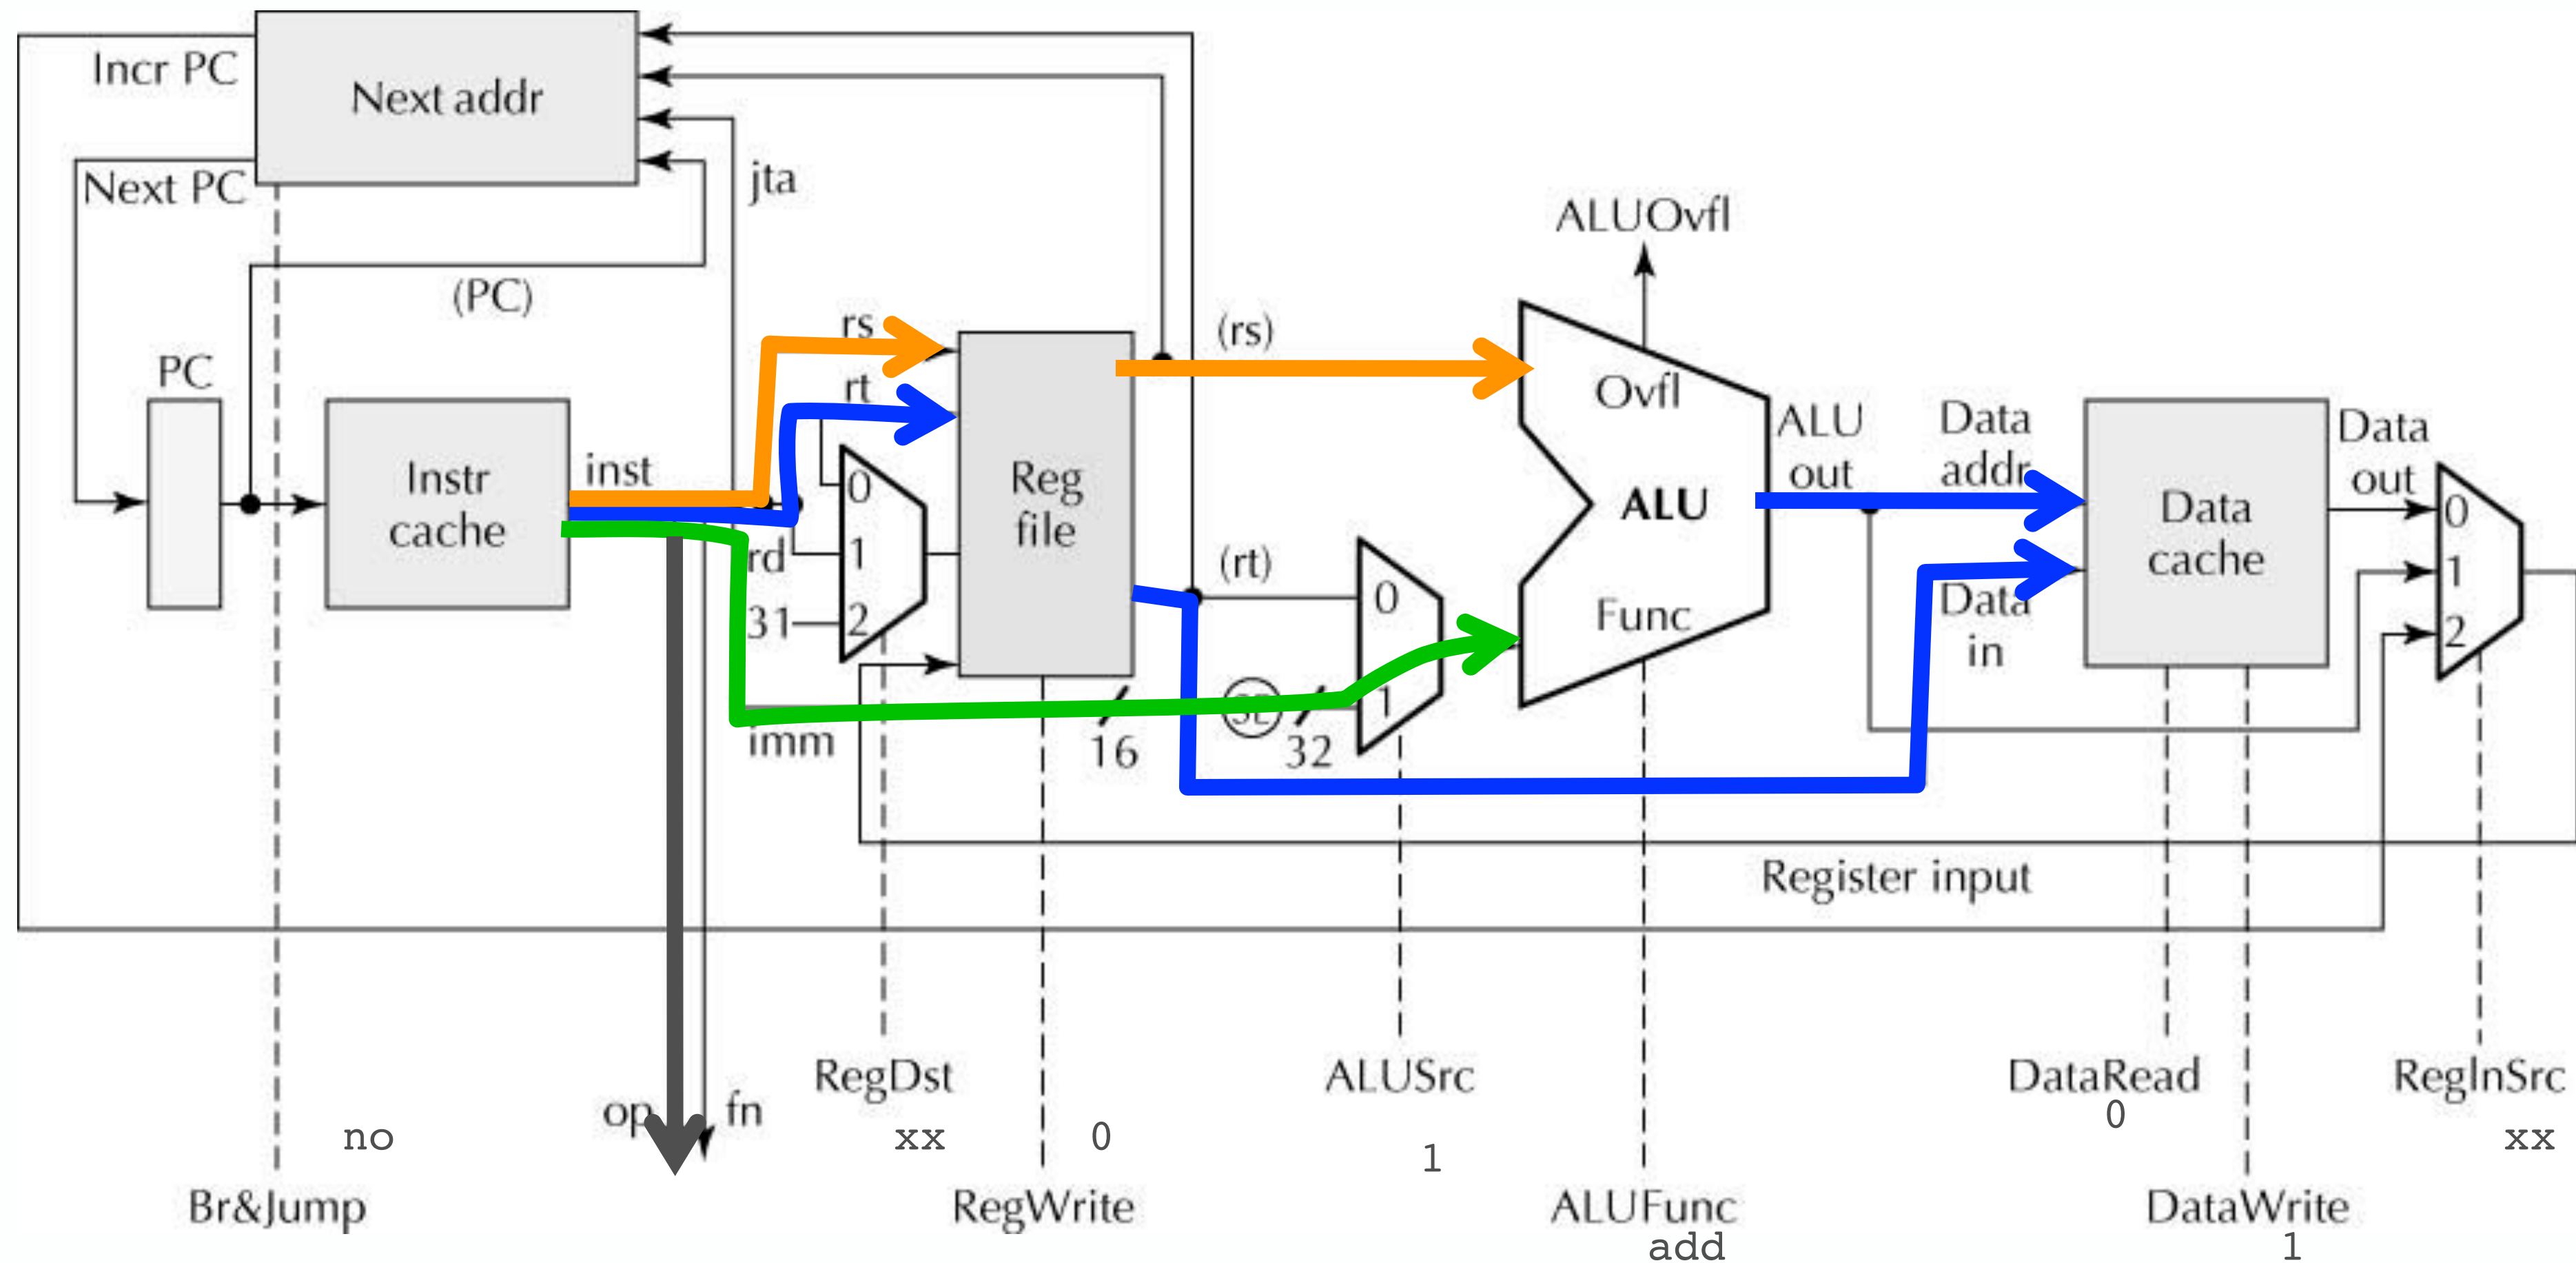 Incr PC
Next addr
Next PC
jta
(PC)
ALUOvfl
PC
rs
rt
(rs)
(rt)
inst
Instr
cache
rd
31
0
1
2
Reg
file
imm
16
SE
32
0
1
Ovfl
ALU
Func
ALU
out
Data
addr
Data
in
Data
cache
Data
out
0
1
2
Register input
RegDst
ALUSrc
DataRead
RegInSrc
op
fn
no
xx
0
1
0
xx
Br&Jump
RegWrite
ALUFunc
DataWrite
add
1